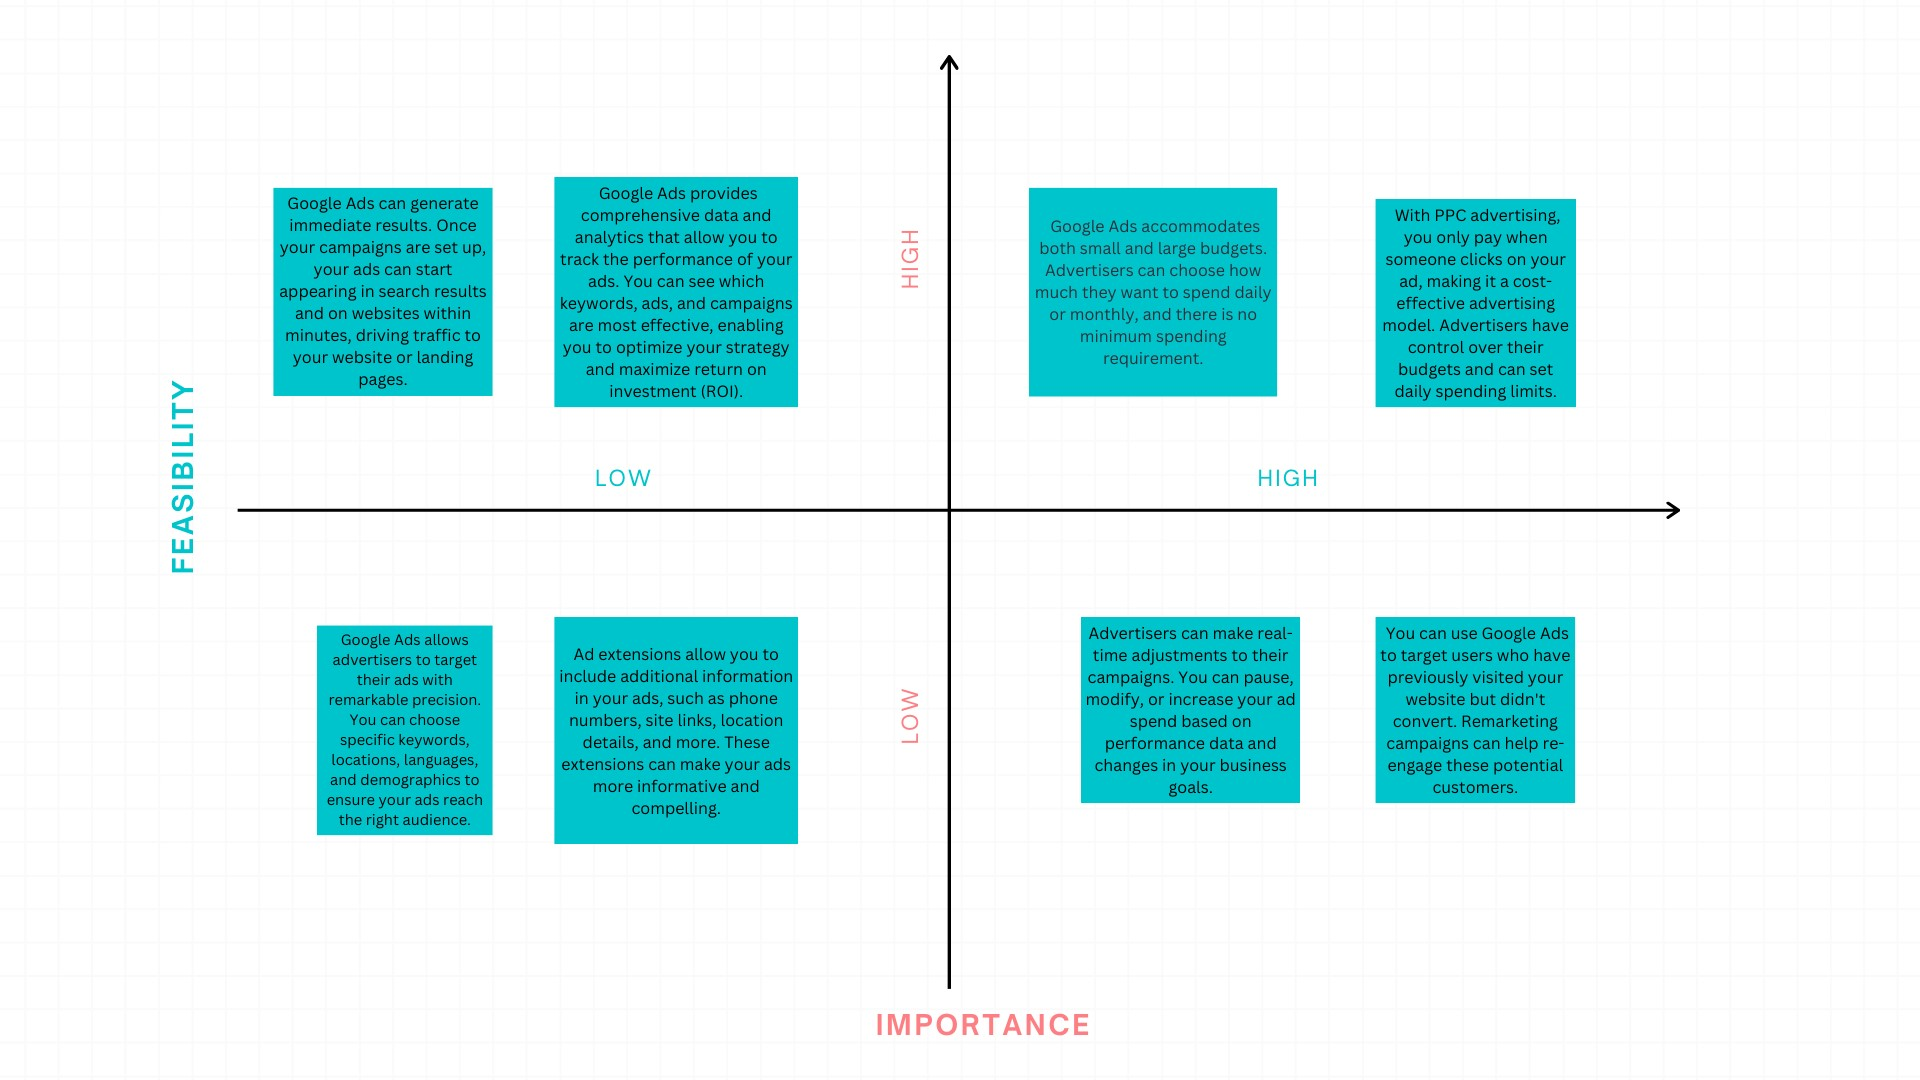 Google Ads can generate
immediate results. Once
your campaigns are set up,
your ads can start
appearing in search results
and on websites within
minutes, driving traffic to
your website or landing
pages.
Google Ads provides
comprehensive data and
analytics that allow you to
track the performance of your
ads. You can see which
keywords, ads, and campaigns
are most effective, enabling
you to optimize your strategy
and maximize return on
investment (ROI).
HIGH
Google Ads accommodates
both small and large budgets.
Advertisers can choose how
much they want to spend daily
or monthly, and there is no
minimum spending
requirement.
With PPC advertising,
you only pay when
someone clicks on your
ad, making it a cost-
effective advertising
model. Advertisers have
control over their
budgets and can set
daily spending limits.
FEASIBILITY
LOW
HIGH
Google Ads allows
advertisers to target
their ads with
remarkable precision.
You can choose
specific keywords,
locations, languages,
and demographics to
ensure your ads reach
the right audience.
Ad extensions allow you to
include additional information
in your ads, such as phone
numbers, site links, location
details, and more. These
extensions can make your ads
more informative and
compelling.
LOW
Advertisers can make real-
time adjustments to their
campaigns. You can pause,
modify, or increase your ad
spend based on
performance data and
changes in your business
goals.
You can use Google Ads
to target users who have
previously visited your
website but didn't
convert. Remarketing
campaigns can help re-
engage these potential
customers.
IMPORTANCE